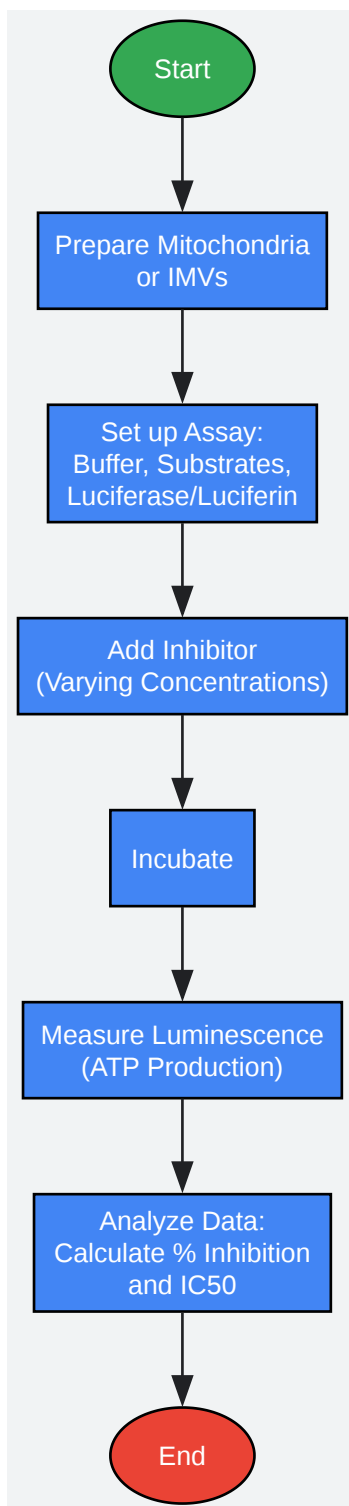 Start
Prepare Mitochondria
or IMVs
Set up Assay:
Buffer, Substrates,
Luciferase/Luciferin
Add Inhibitor
(Varying Concentrations)
Incubate
Measure Luminescence
(ATP Production)
Analyze Data:
Calculate % Inhibition
and IC50
End